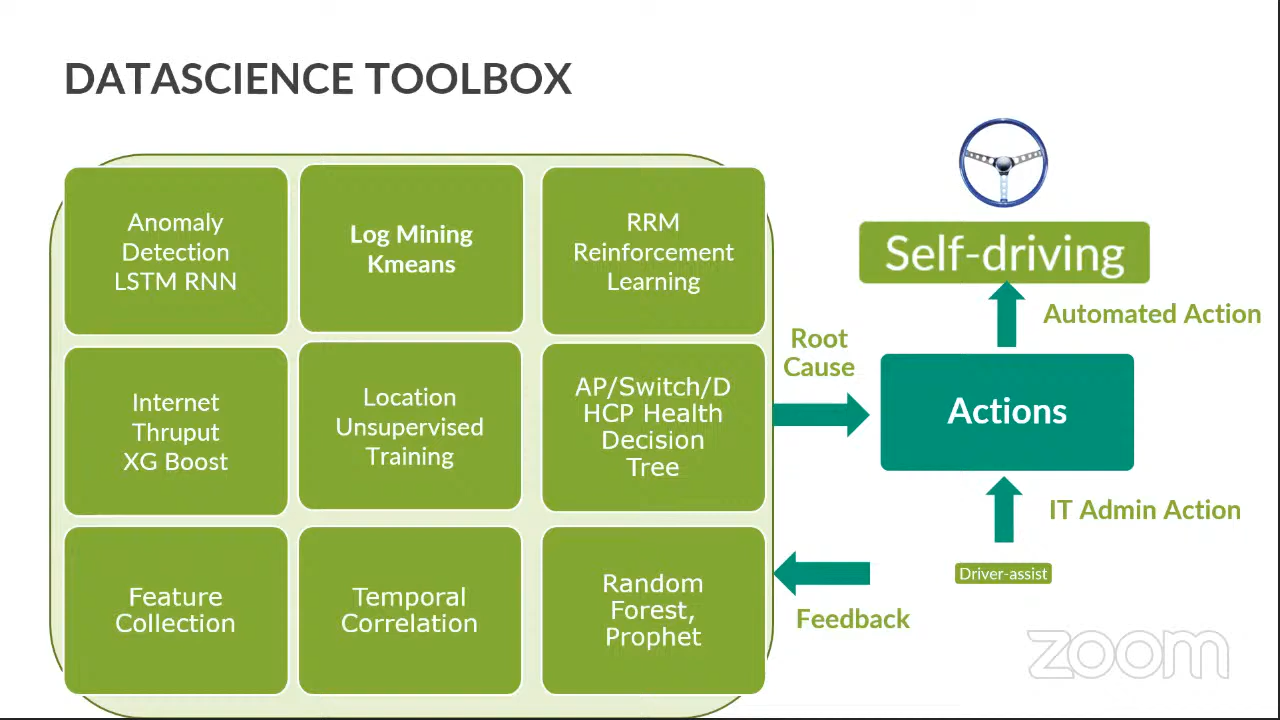 DATASCIENCE TOOLBOX
Anomaly
Detection
LSTM RNN
Log Mining
Kmeans
RRM
Reinforcement
Learning
Internet
Thruput
XG Boost
Location
Unsupervised
Training
AP/Switch/D
HCP Health
Decision
Tree
Feature
Collection
Temporal
Correlation
Random
Forest,
Prophet
Root
Cause
Feedback
Self-driving
Automated Action
Actions
IT Admin Action
Driver-assist
zoom